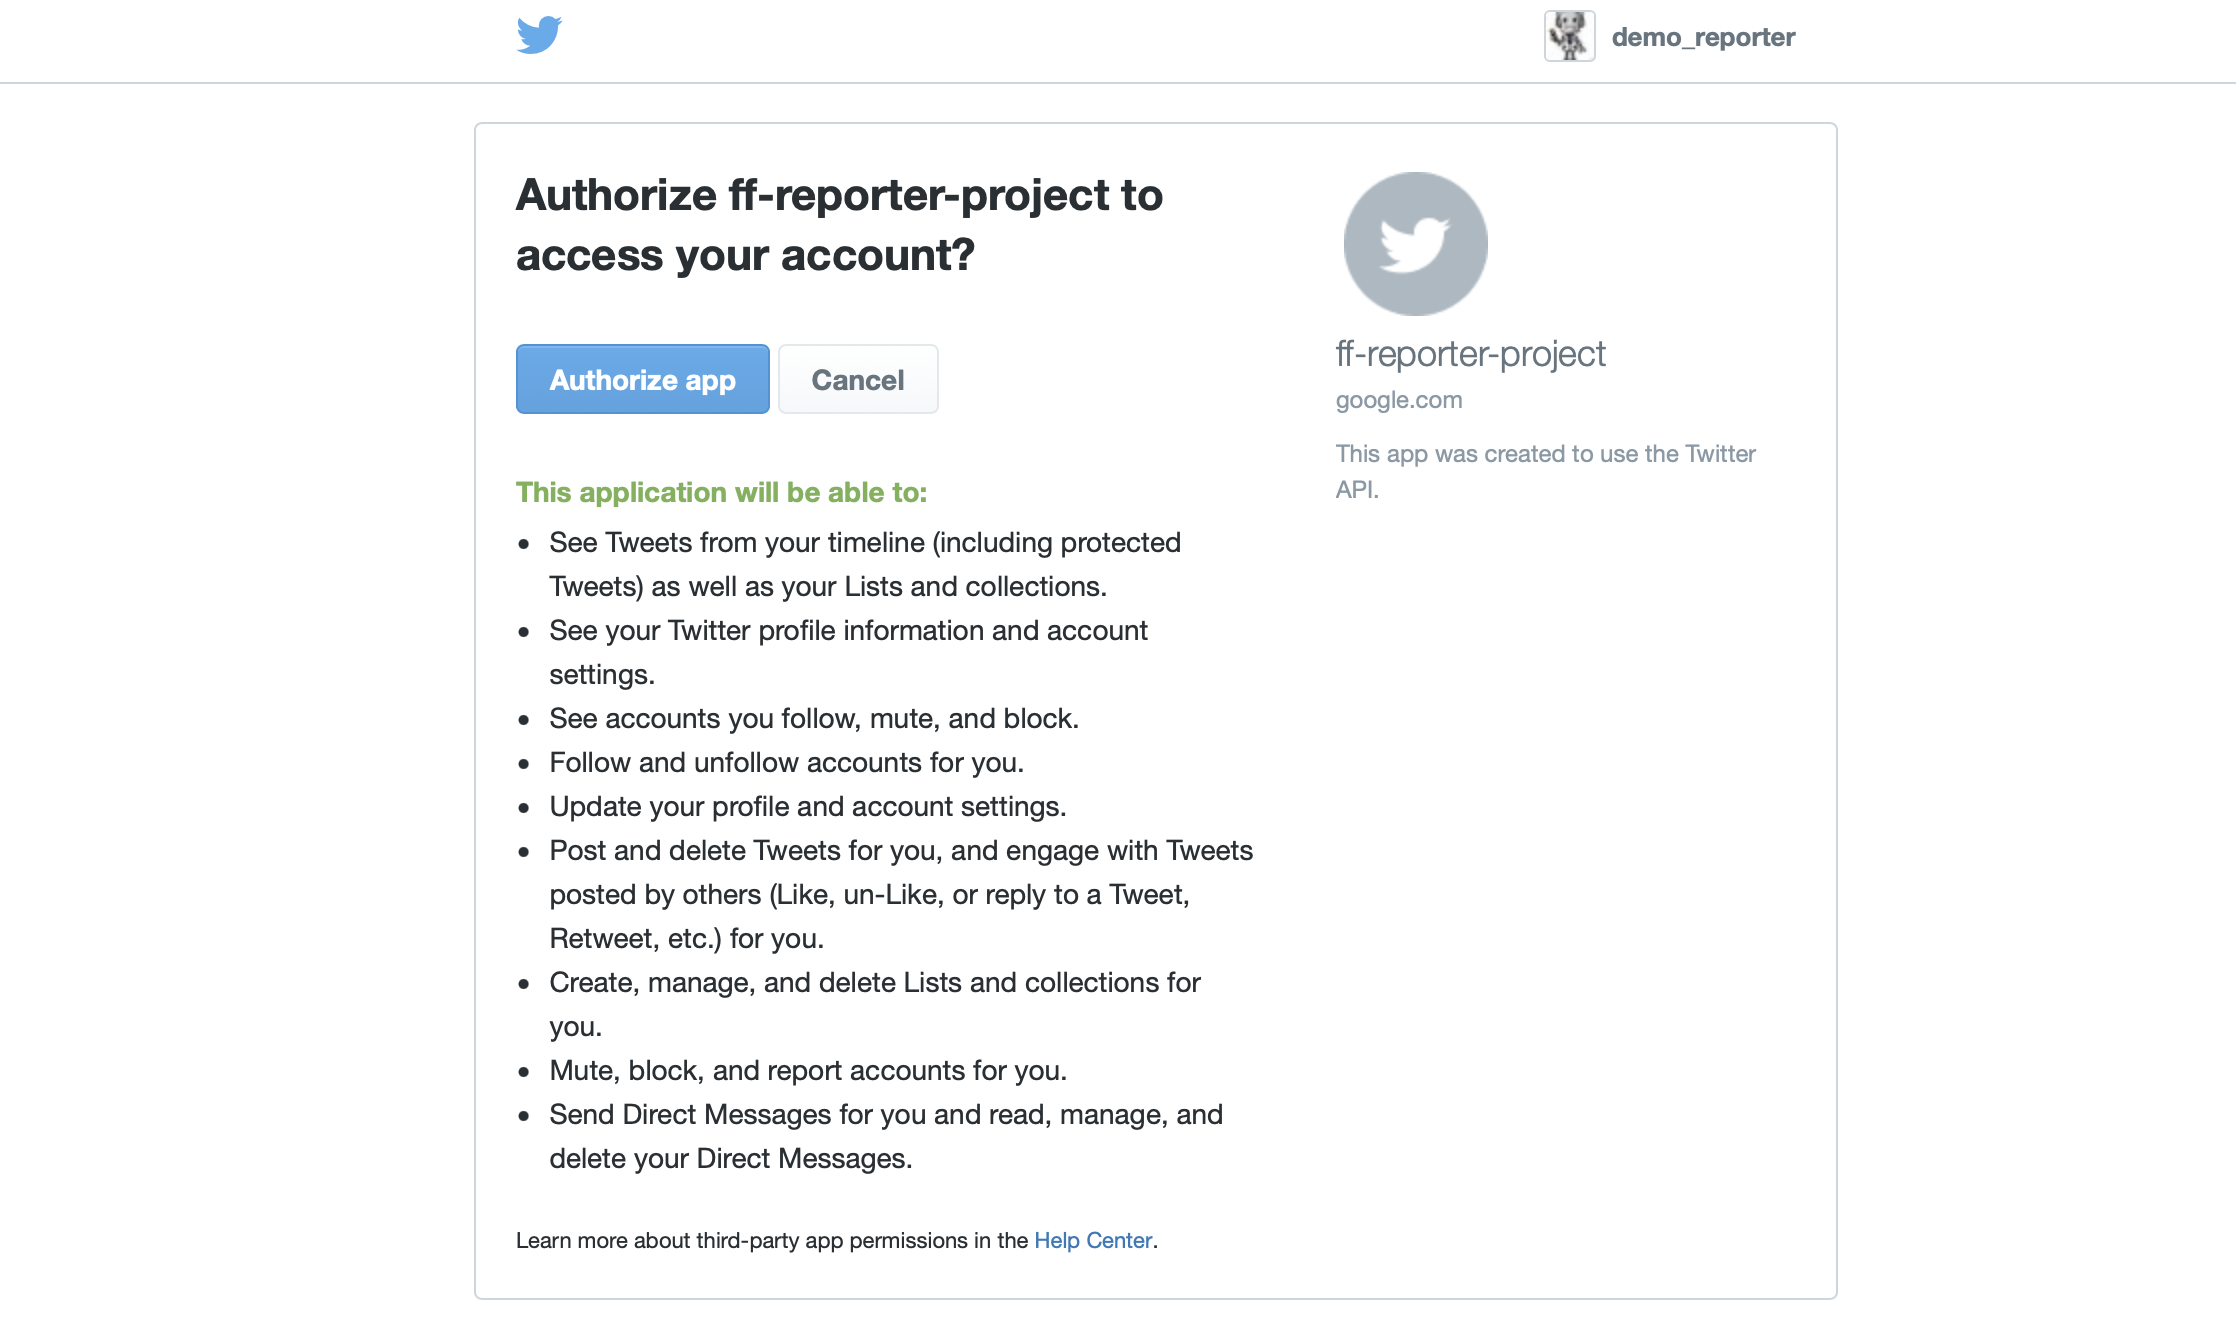 demo_reporter
Authorize ff-reporter-project to
access your account?
Authorize app
Cancel
This application will be able to:
• See Tweets from your timeline (including protected
Tweets) as well as your Lists and collections.
• See your Twitter profile information and account
settings.
• See accounts you follow, mute, and block.
• Follow and unfollow accounts for you.
• Update your profile and account settings.
• Post and delete Tweets for you, and engage with Tweets
posted by others (Like, un-Like, or reply to a Tweet,
Retweet, etc.) for you.
• Create, manage, and delete Lists and collections for
you.
• Mute, block, and report accounts for you.
• Send Direct Messages for you and read, manage, and
delete your Direct Messages.
Learn more about third-party app permissions in the Help Center.
ff-reporter-project
google.com
This app was created to use the Twitter
API.